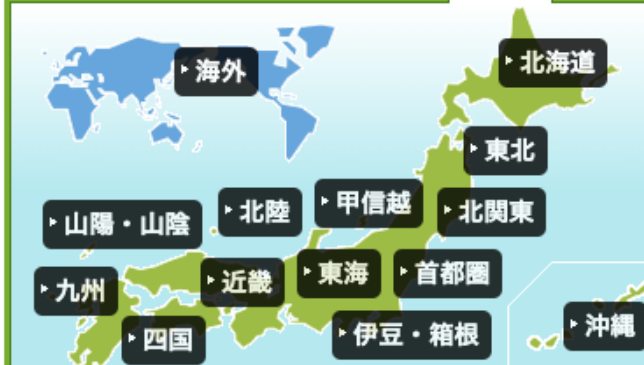 海外
北海道
東北
甲信越
北陸
北関東
山陽・山陰
東海
首都圏
近畿
九州
沖縄
伊豆・箱根
四国